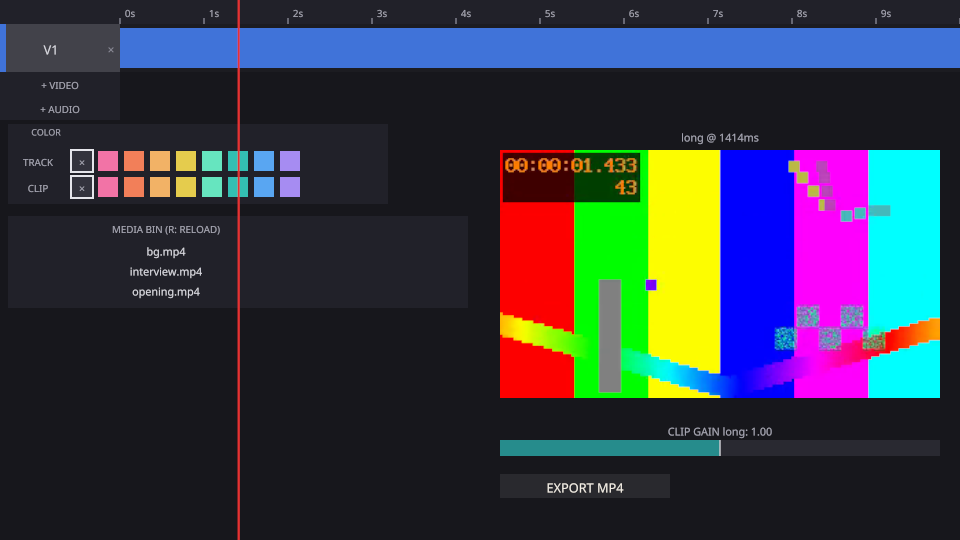 0s 1s 2s 3s 4s 5s 6s 7s 8s 9s
V1 ×
+ VIDEO
+ AUDIO
COLOR
TRACK ×
CLIP ×
MEDIA BIN (R: RELOAD)
bg.mp4
interview.mp4
opening.mp4
long @ 1414ms
00:00:01.433
43
CLIP GAIN long: 1.00
EXPORT MP4